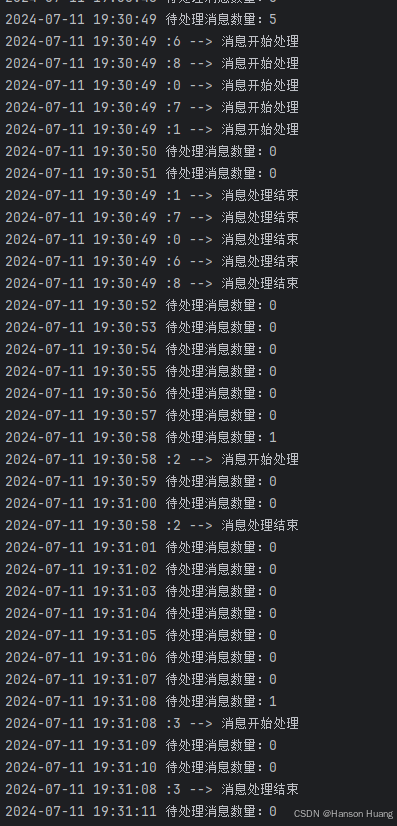 2024-07-11 19:30:49 待处理消息数量：5
2024-07-11 19:30:49 :6 --> 消息开始处理
2024-07-11 19:30:49 :8 --> 消息开始处理
2024-07-11 19:30:49 :0 --> 消息开始处理
2024-07-11 19:30:49 :7 --> 消息开始处理
2024-07-11 19:30:49 :1 --> 消息开始处理
2024-07-11 19:30:50 待处理消息数量：0
2024-07-11 19:30:51 待处理消息数量：0
2024-07-11 19:30:49 :1 --> 消息处理结束
2024-07-11 19:30:49 :7 --> 消息处理结束
2024-07-11 19:30:49 :0 --> 消息处理结束
2024-07-11 19:30:49 :6 --> 消息处理结束
2024-07-11 19:30:49 :8 --> 消息处理结束
2024-07-11 19:30:52 待处理消息数量：0
2024-07-11 19:30:53 待处理消息数量：0
2024-07-11 19:30:54 待处理消息数量：0
2024-07-11 19:30:55 待处理消息数量：0
2024-07-11 19:30:56 待处理消息数量：0
2024-07-11 19:30:57 待处理消息数量：0
2024-07-11 19:30:58 待处理消息数量：1
2024-07-11 19:30:58 :2 --> 消息开始处理
2024-07-11 19:30:59 待处理消息数量：0
2024-07-11 19:31:00 待处理消息数量：0
2024-07-11 19:30:58 :2 --> 消息处理结束
2024-07-11 19:31:01 待处理消息数量：0
2024-07-11 19:31:02 待处理消息数量：0
2024-07-11 19:31:03 待处理消息数量：0
2024-07-11 19:31:04 待处理消息数量：0
2024-07-11 19:31:05 待处理消息数量：0
2024-07-11 19:31:06 待处理消息数量：0
2024-07-11 19:31:07 待处理消息数量：0
2024-07-11 19:31:08 待处理消息数量：1
2024-07-11 19:31:08 :3 --> 消息开始处理
2024-07-11 19:31:09 待处理消息数量：0
2024-07-11 19:31:10 待处理消息数量：0
2024-07-11 19:31:08 :3 --> 消息处理结束
2024-07-11 19:31:11 待处理消息数量：0
CSDN @Hanson Huang